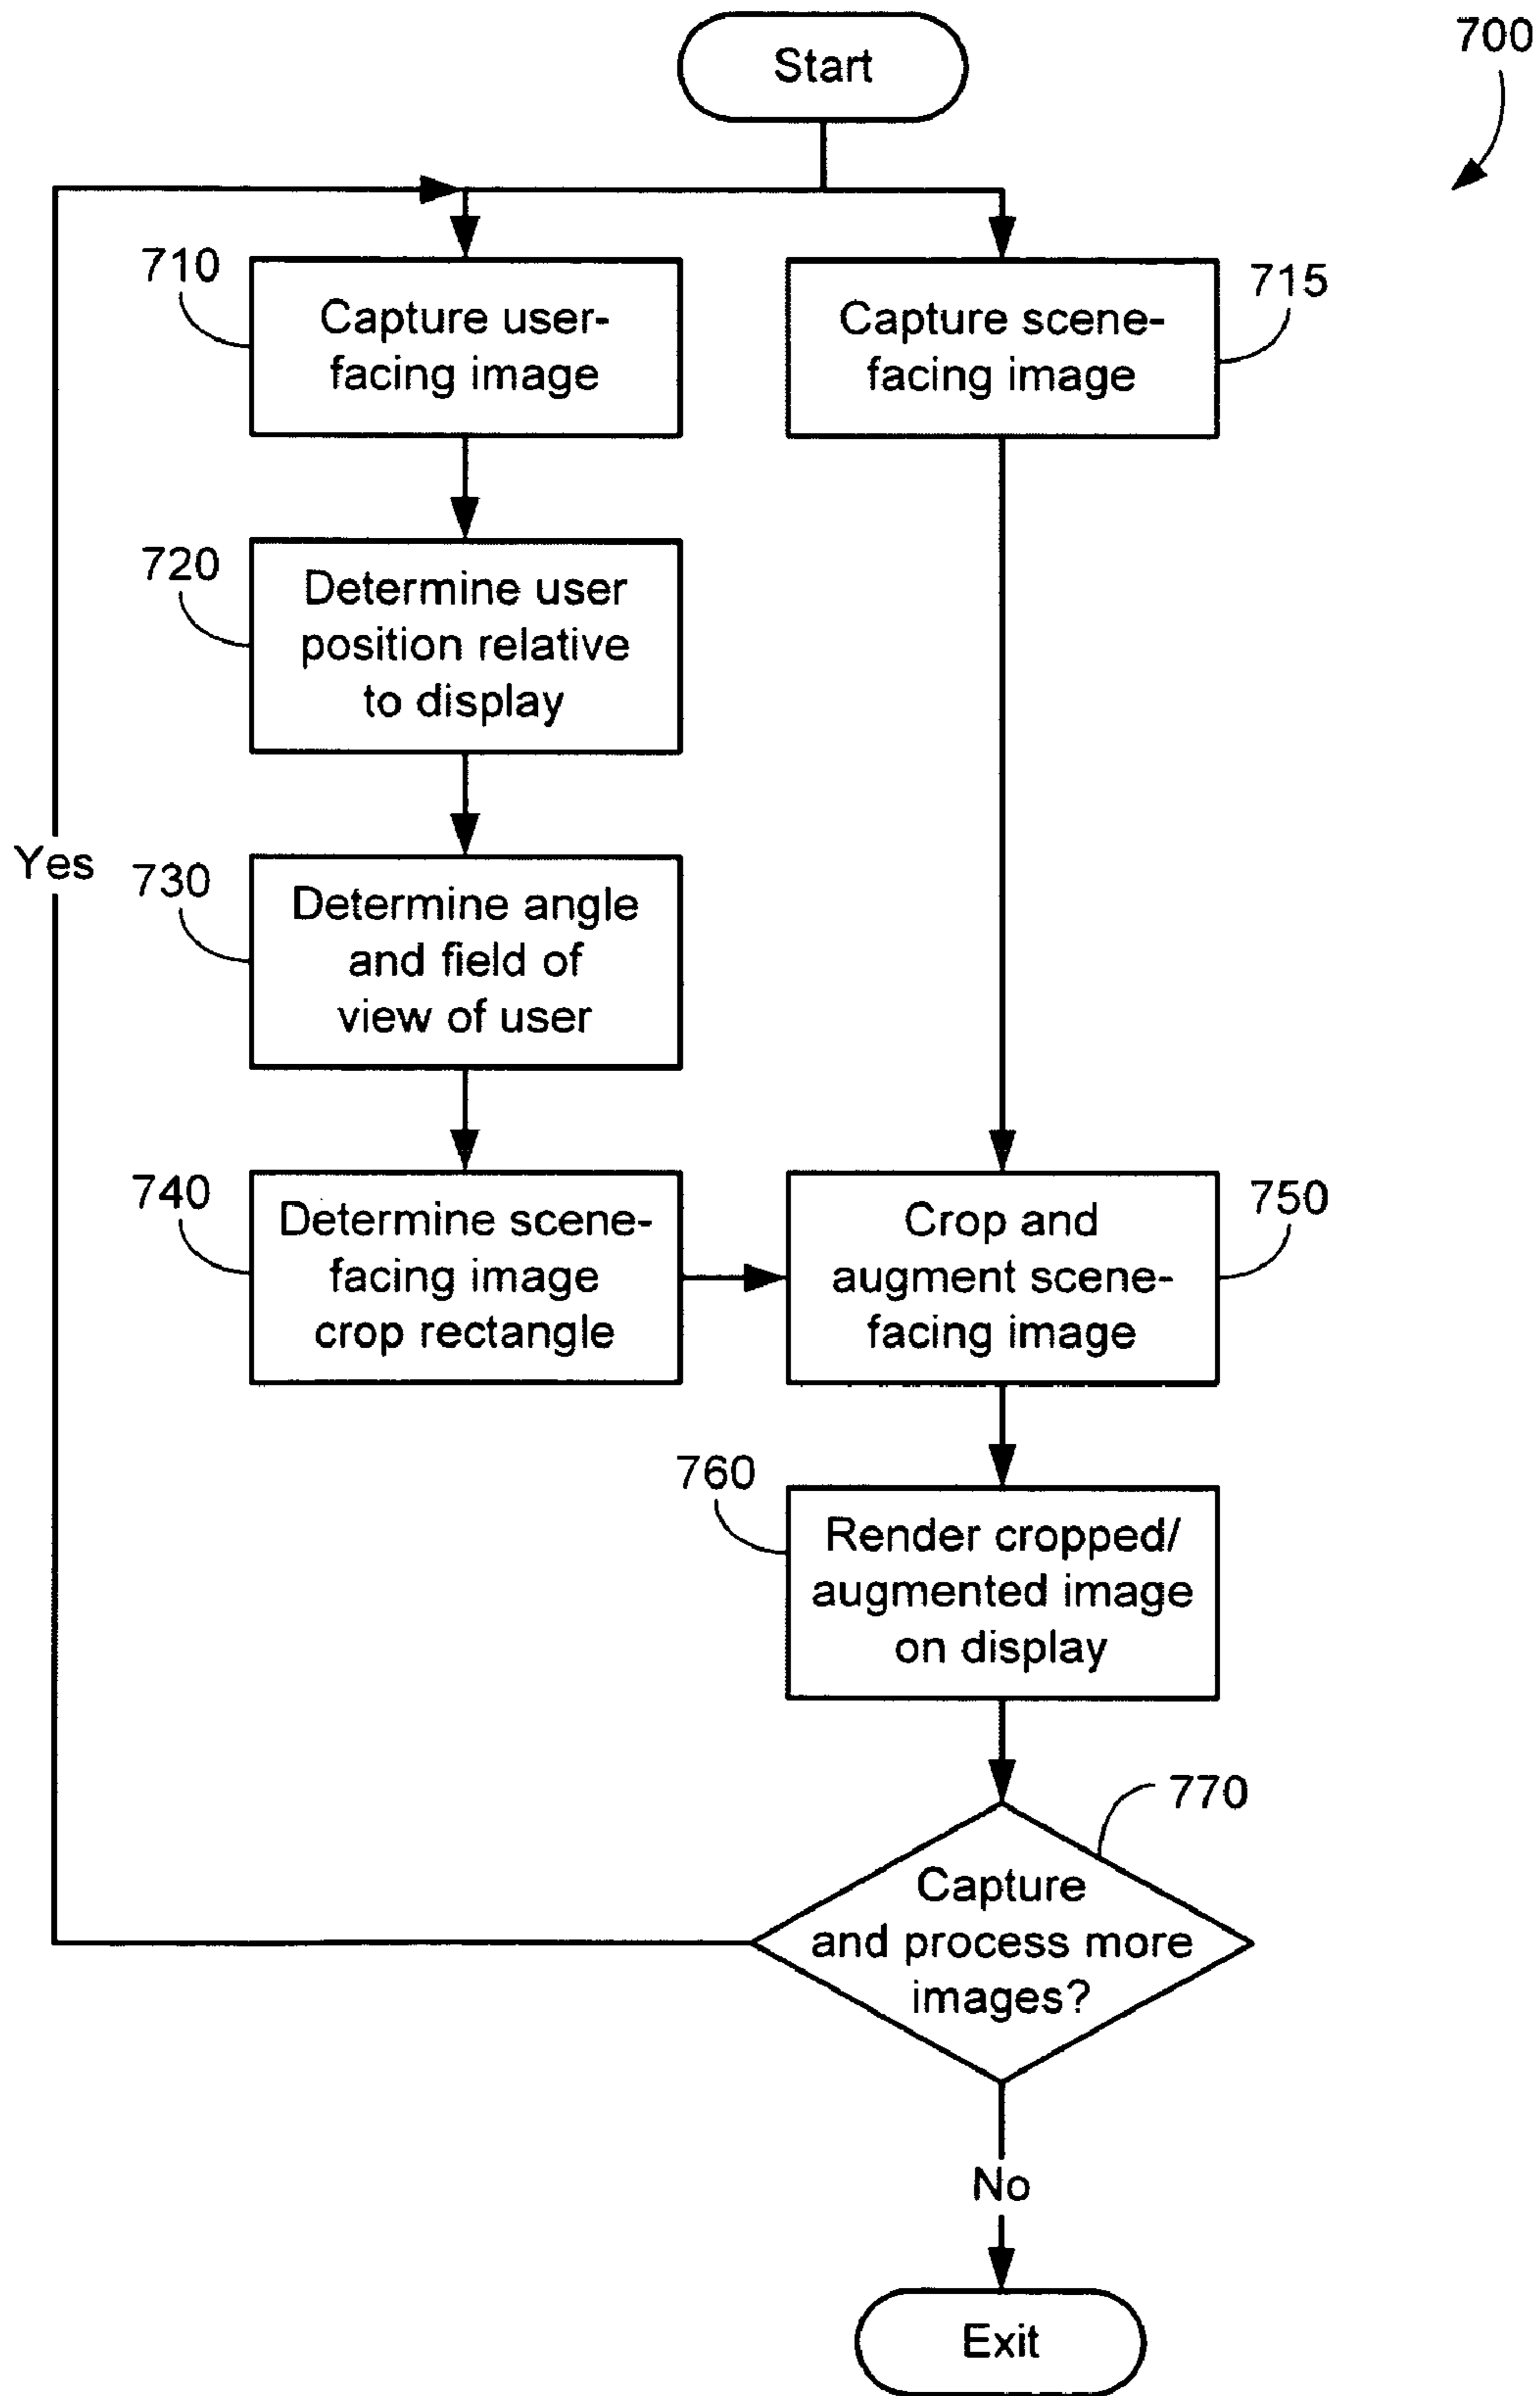 700
Start
710
Capture user-
facing image
715
Capture scene-
facing image
720
Determine user
position relative
to display
Yes
730
Determine angle
and field of
view of user
740
Determine scene-
facing image
crop rectangle
750
Crop and
augment scene-
facing image
760
Render cropped/
augmented image
on display
770
Capture
and process more
images?
No
Exit